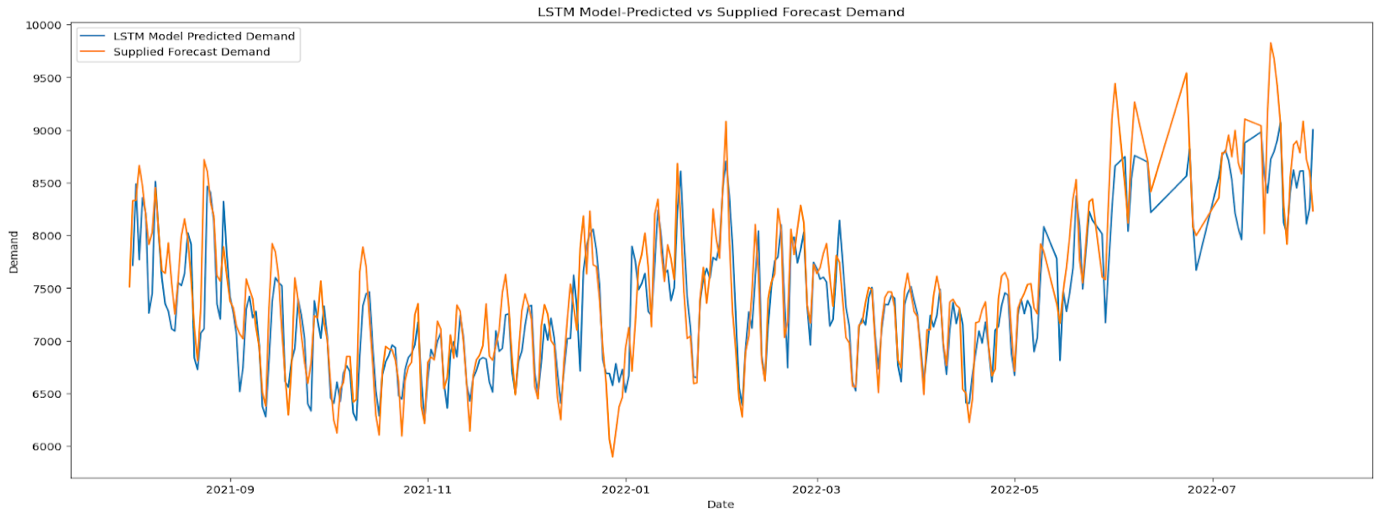 LSTM Model-Predicted vs Supplied Forecast Demand
LSTM Model Predicted Demand
Supplied Forecast Demand
10000
9500
9000
8500
8000
7500
7000
6500
6000
Demand
2021-09 2021-11 2022-01 2022-03 2022-05 2022-07
Date